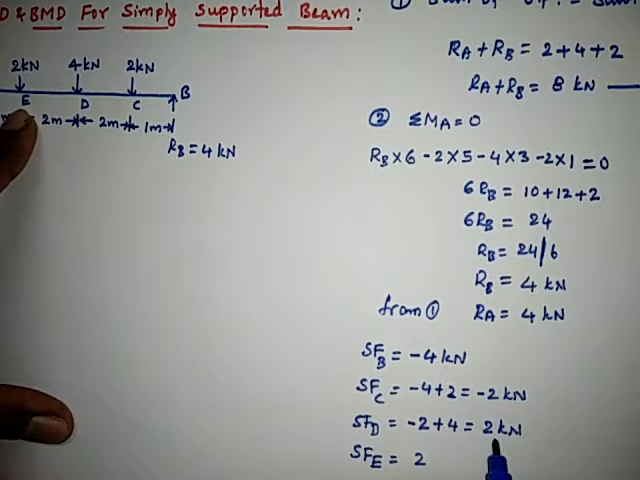 D & BMD For Simply Supported Beam :
RA + RB = 2+4+2
RA + RB = 8 kN
② ΣMA = 0
RB×6 - 2×5 - 4×3 - 2×1 = 0
6RB = 10+12+2
6RB = 24
RB = 24/6
RB = 4 kN
from ① RA = 4 kN
SFB = -4 kN
SFC = -4+2 = -2 kN
SFD = -2+4 = 2 kN
SFE = 2
2kN 4kN 2kN
B
E D C
2m 2m 1m
RB = 4 kN